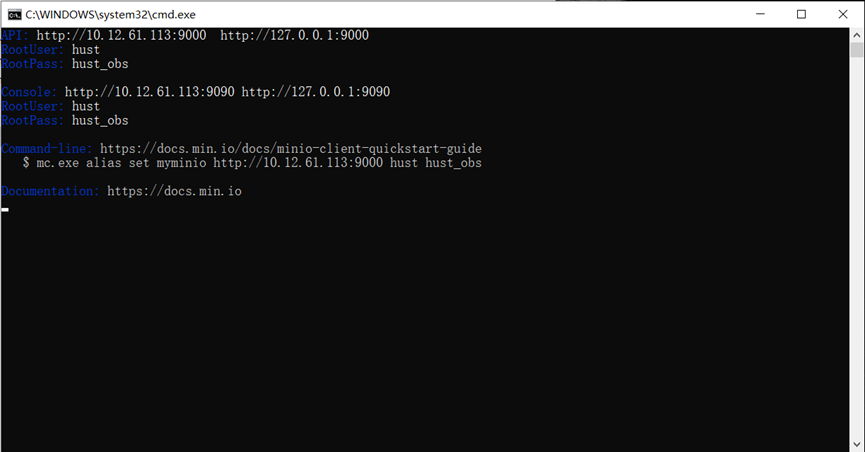 C:\WINDOWS\system32\cmd.exe
API: http://10.12.61.113:9000  http://127.0.0.1:9000
RootUser: hust
RootPass: hust_obs
Console: http://10.12.61.113:9090 http://127.0.0.1:9090
RootUser: hust
RootPass: hust_obs
Command-line: https://docs.min.io/docs/minio-client-quickstart-guide
$ mc.exe alias set myminio http://10.12.61.113:9000 hust hust_obs
Documentation: https://docs.min.io